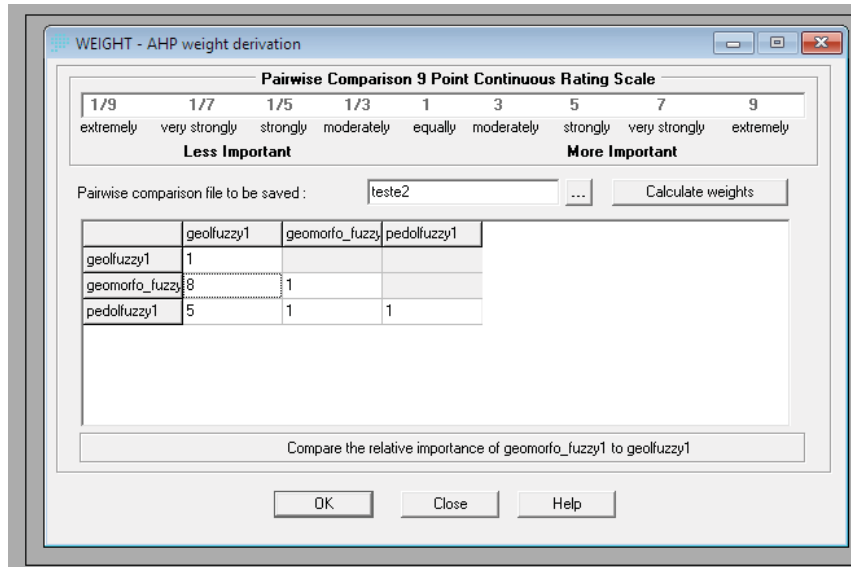 WEIGHT - AHP weight derivation
Pairwise Comparison 9 Point Continuous Rating Scale
1/9 1/7 1/5 1/3 1 3 5 7 9
extremely very strongly strongly moderately equally moderately strongly very strongly extremely
Less Important More Important
Pairwise comparison file to be saved : teste2 ... Calculate weights
geolfuzzy1 geomorfo_fuzzy pedolfuzzy1
geolfuzzy1 1
geomorfo_fuzzy 8 1
pedolfuzzy1 5 1 1
Compare the relative importance of geomorfo_fuzzy1 to geolfuzzy1
OK Close Help